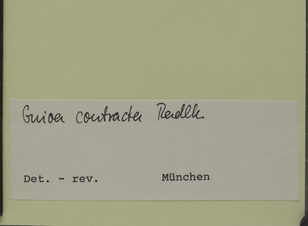 Guioa contracta Radlk.
Det. - rev. München